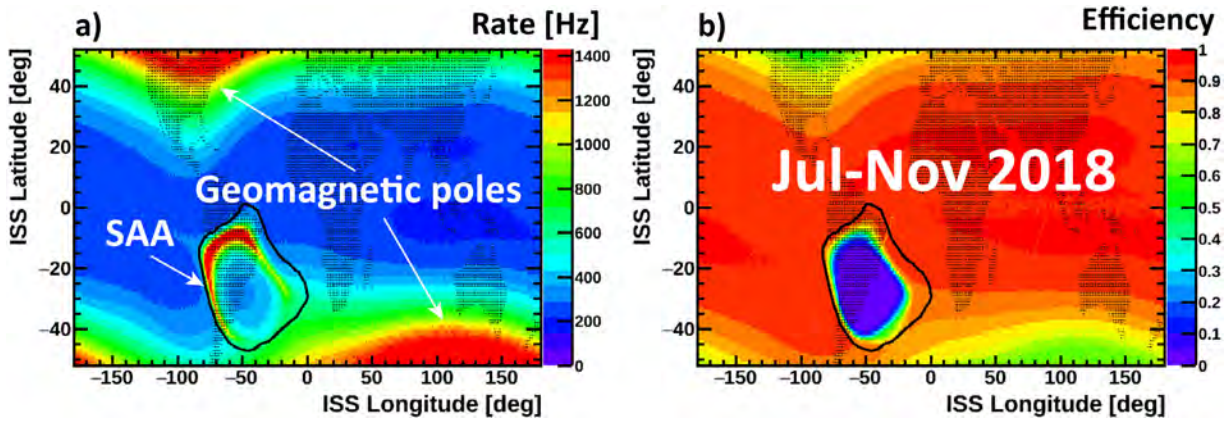 a)
Rate [Hz]
ISS Latitude [deg]
40
20
0
−20
−40
Geomagnetic poles
SAA
1400
1200
1000
800
600
400
200
0
−150 −100 −50 0 50 100 150
ISS Longitude [deg]
b)
Efficiency
ISS Latitude [deg]
40
20
0
−20
−40
Jul-Nov 2018
1
0.9
0.8
0.7
0.6
0.5
0.4
0.3
0.2
0.1
0
−150 −100 −50 0 50 100 150
ISS Longitude [deg]